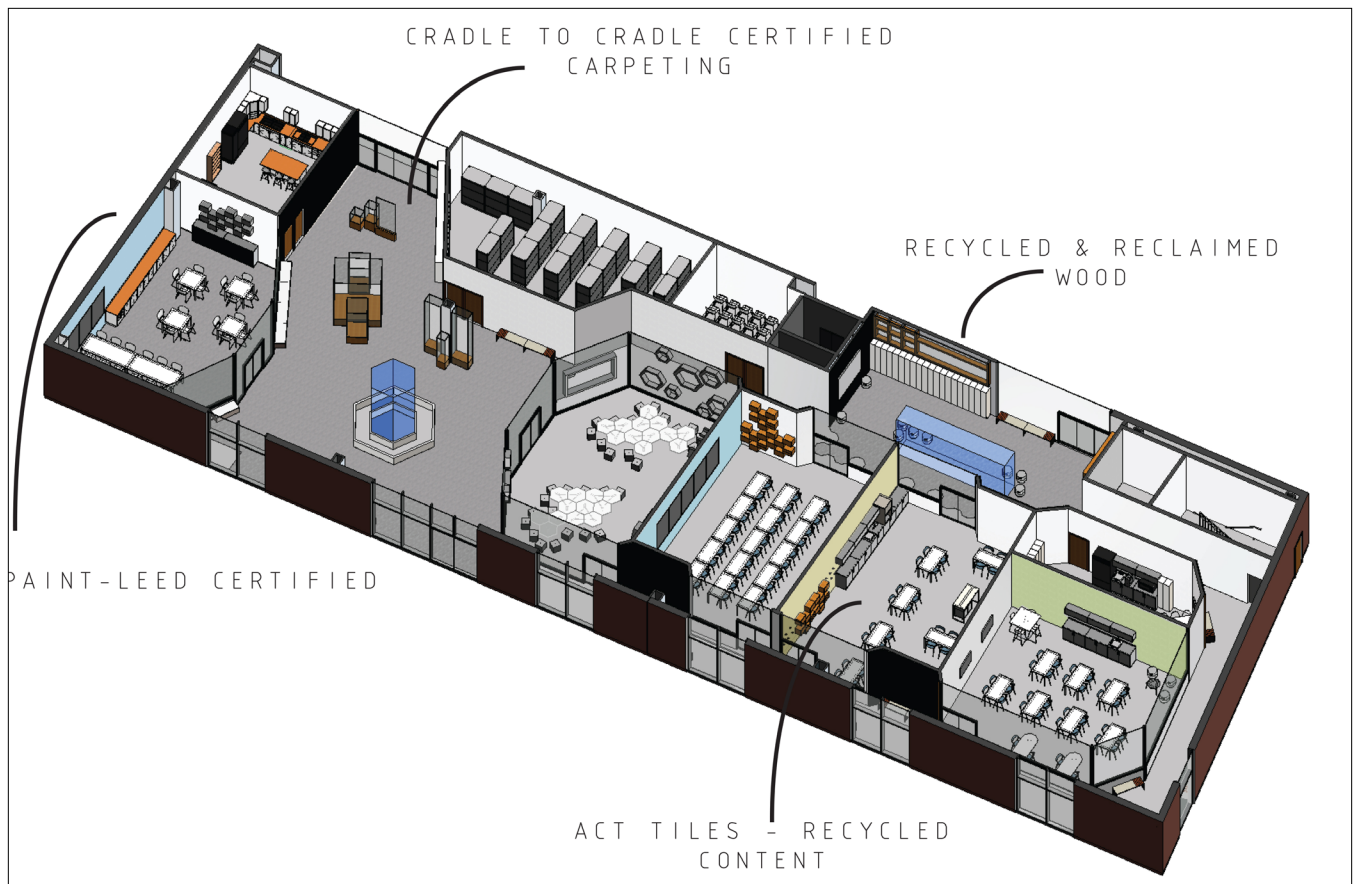 CRADLE TO CRADLE CERTIFIED
CARPETING
RECYCLED & RECLAIMED
WOOD
PAINT-LEED CERTIFIED
ACT TILES - RECYCLED
CONTENT